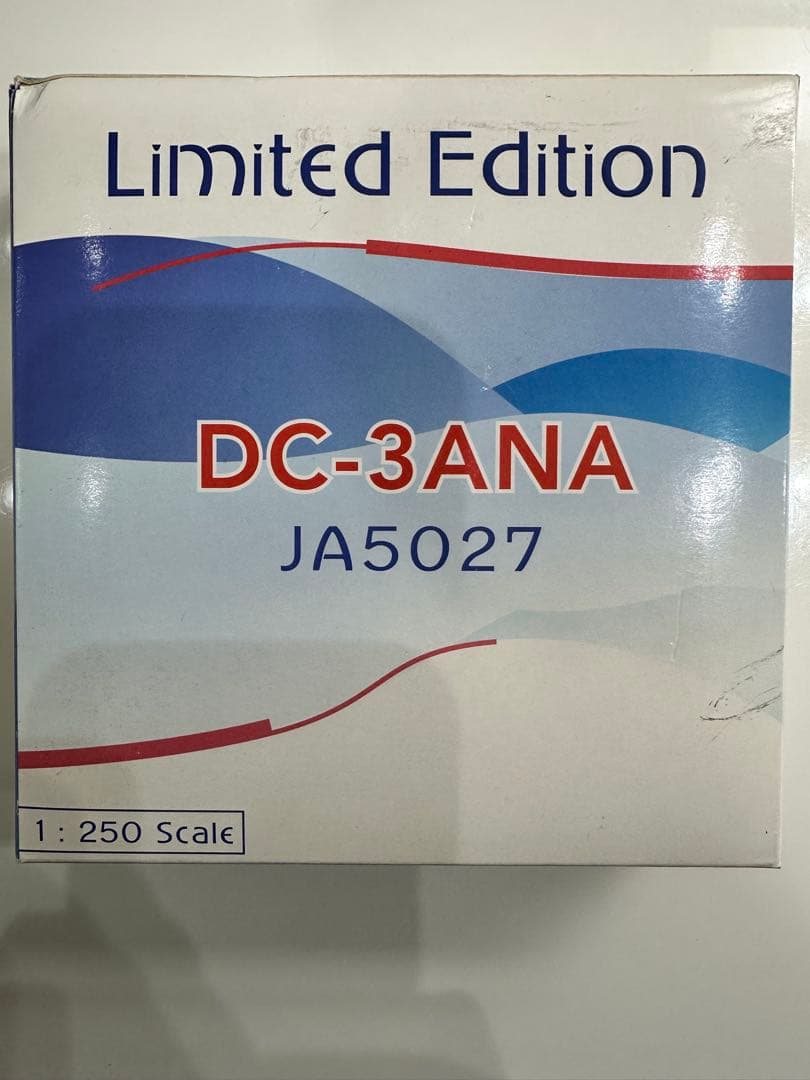 Limited Edition
DC-3ANA
JA5027
1 : 250 Scale